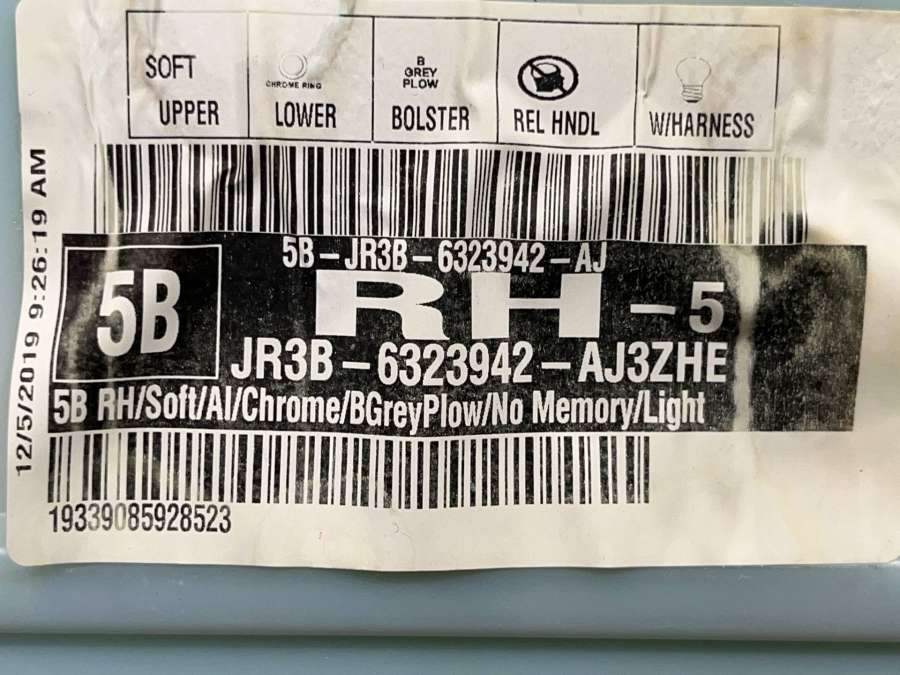 SOFT
UPPER
CHROME RING
LOWER
B
GREY
PLOW
BOLSTER
REL HNDL
W/HARNESS
12/5/2019 9:26:19 AM
5B-JR3B-6323942-AJ
5B
RH-5
JR3B-6323942-AJ3ZHE
5B RH/Soft/Al/Chrome/BGreyPlow/No Memory/Light
19339085928523